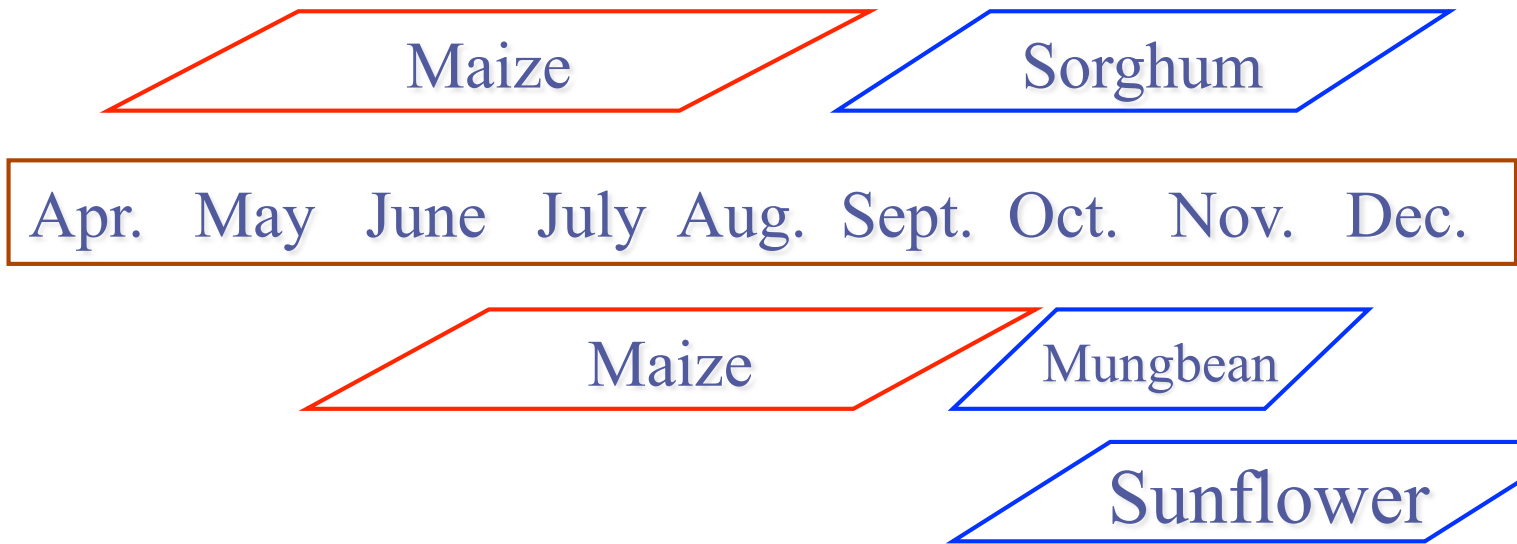 Maize Sorghum
Apr. May June July Aug. Sept. Oct. Nov. Dec.
Maize Mungbean
Sunflower